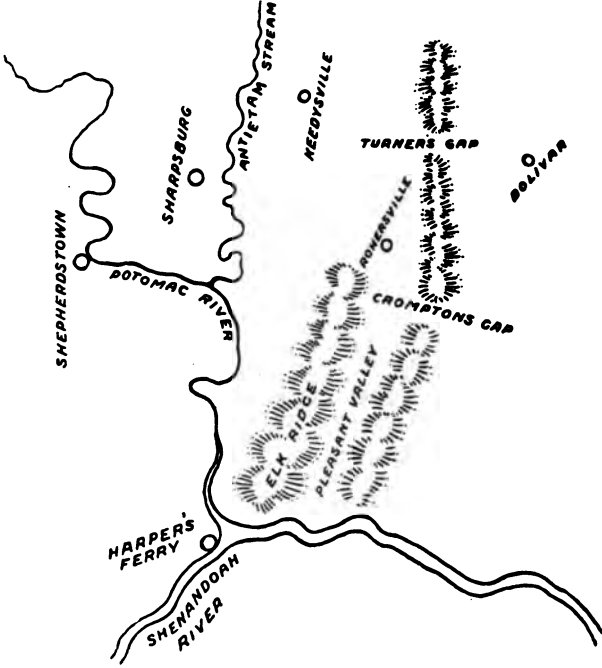 ANTIETAM STREAM
KEEDYSVILLE
SHARPSBURG
TURNERS GAP
BOLIVAR
ROHERSVILLE
SHEPHERDSTOWN
POTOMAC RIVER
CROMPTONS GAP
ELK RIDGE
PLEASANT VALLEY
HARPER'S
FERRY
SHENANDOAH
RIVER